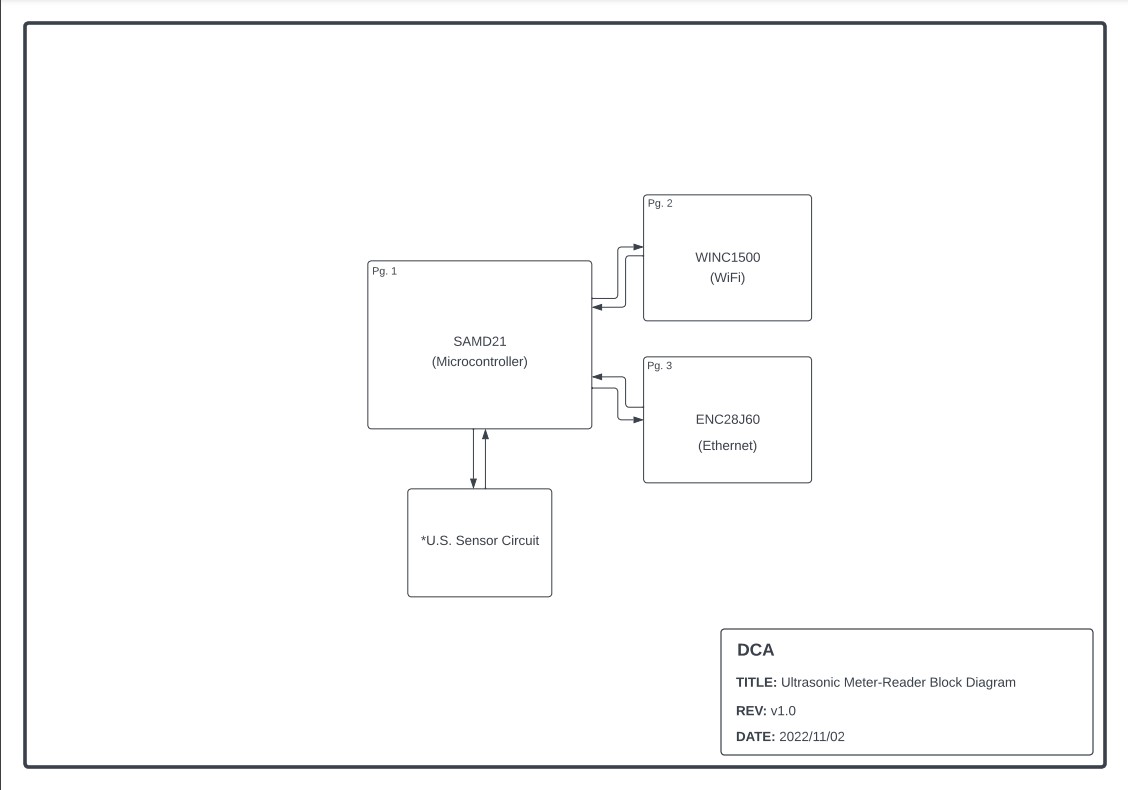 Pg. 2
WINC1500
(WiFi)
Pg. 1
SAMD21
(Microcontroller)
Pg. 3
ENC28J60
(Ethernet)
*U.S. Sensor Circuit
DCA
TITLE: Ultrasonic Meter-Reader Block Diagram
REV: v1.0
DATE: 2022/11/02